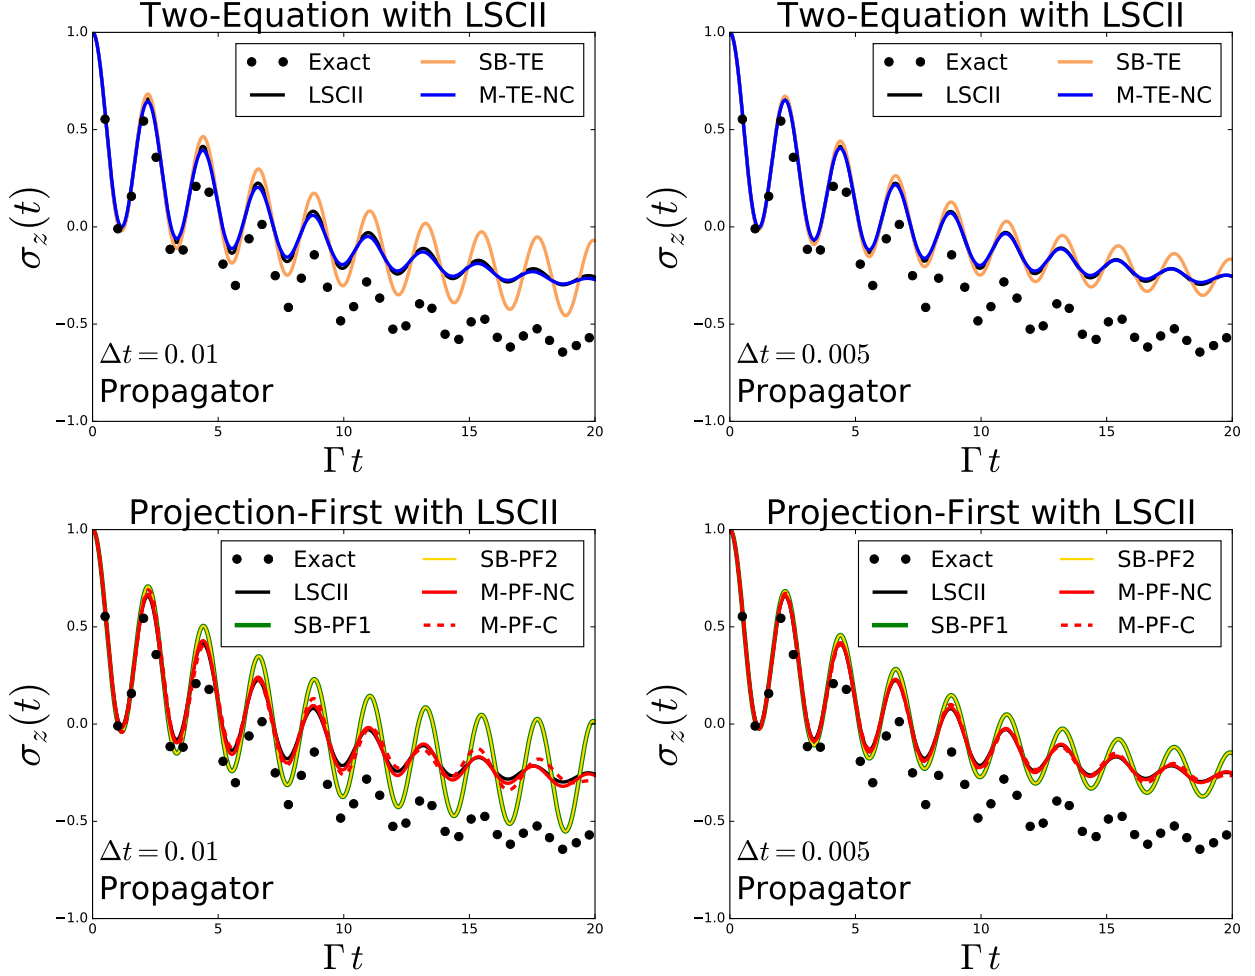 Two-Equation with LSCII
Exact
LSCII
SB-TE
M-TE-NC
1.0
0.5
0.0
−0.5
−1.0
σz(t)
Δt = 0.01
Propagator
0 5 10 15 20
Γ t
Two-Equation with LSCII
Exact
LSCII
SB-TE
M-TE-NC
1.0
0.5
0.0
−0.5
−1.0
σz(t)
Δt = 0.005
Propagator
0 5 10 15 20
Γ t
Projection-First with LSCII
Exact
LSCII
SB-PF1
SB-PF2
M-PF-NC
M-PF-C
1.0
0.5
0.0
−0.5
−1.0
σz(t)
Δt = 0.01
Propagator
0 5 10 15 20
Γ t
Projection-First with LSCII
Exact
LSCII
SB-PF1
SB-PF2
M-PF-NC
M-PF-C
1.0
0.5
0.0
−0.5
−1.0
σz(t)
Δt = 0.005
Propagator
0 5 10 15 20
Γ t